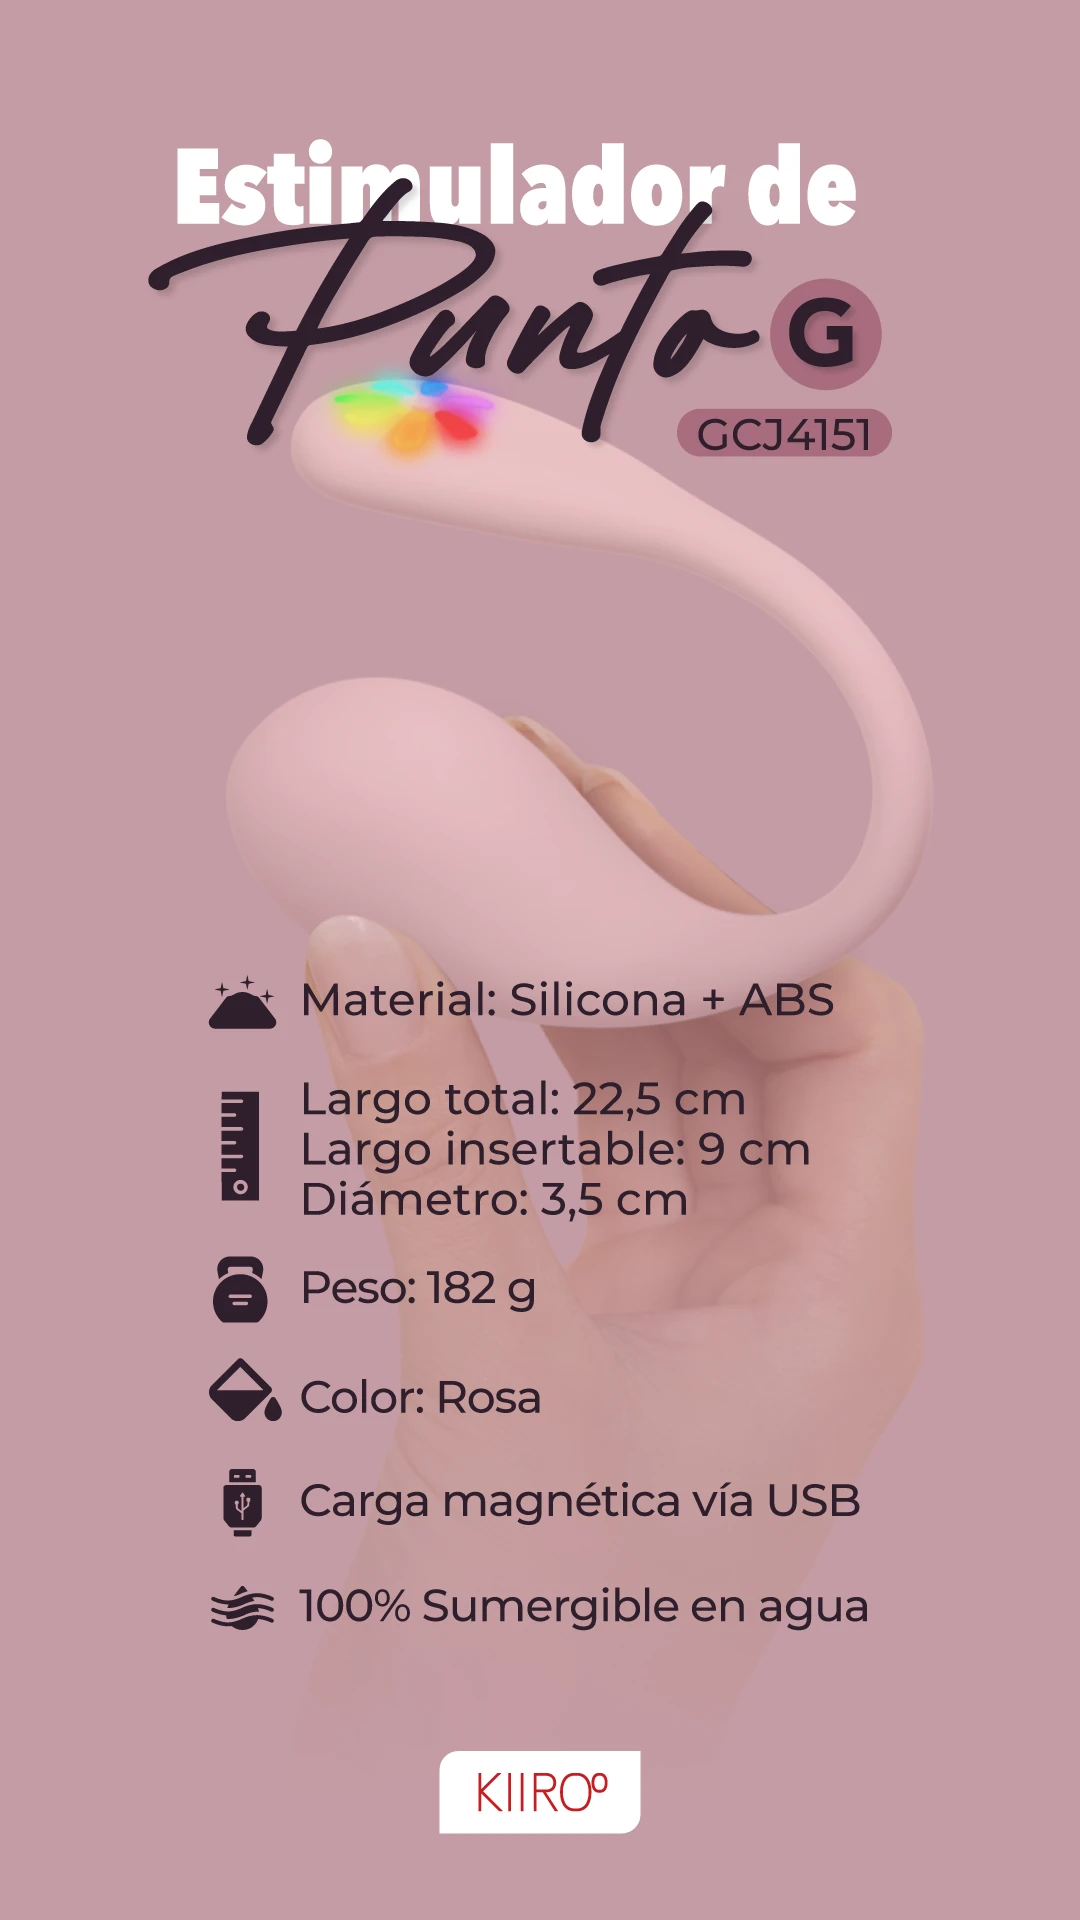 Estimulador de
Punto G
GCJ4151
Material: Silicona + ABS
Largo total: 22,5 cm
Largo insertable: 9 cm
Diámetro: 3,5 cm
Peso: 182 g
Color: Rosa
Carga magnética vía USB
100% Sumergible en agua
KIIROO